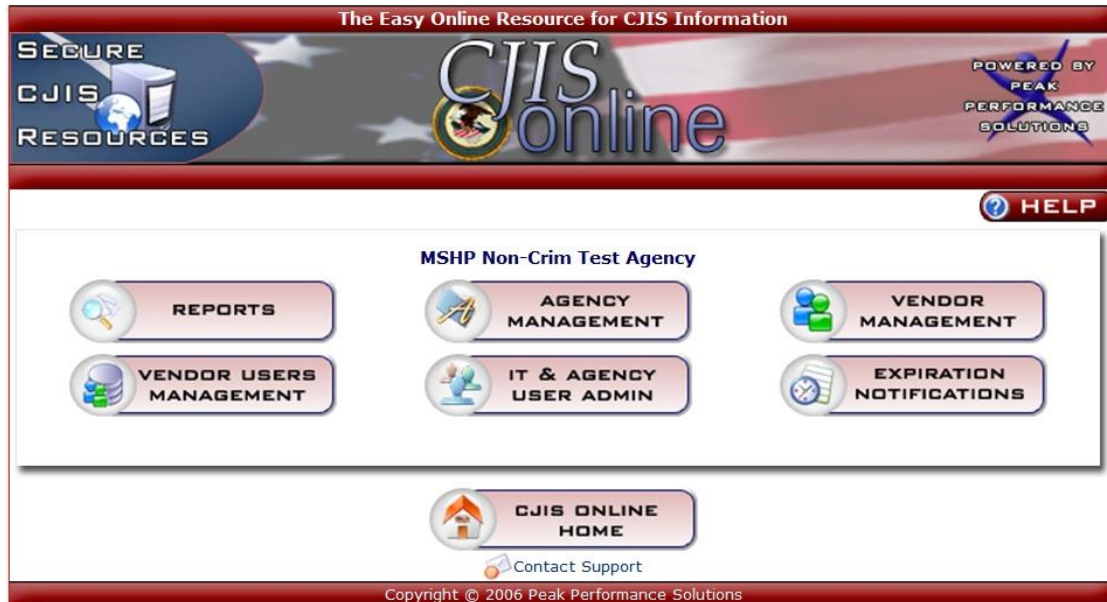 The Easy Online Resource for CJIS Information
SECURE
CJIS
RESOURCES
CJIS
online
POWERED BY
PEAK
PERFORMANCE
SOLUTIONS
? HELP
MSHP Non-Crim Test Agency
REPORTS
AGENCY
MANAGEMENT
VENDOR
MANAGEMENT
VENDOR USERS
MANAGEMENT
IT & AGENCY
USER ADMIN
EXPIRATION
NOTIFICATIONS
CJIS ONLINE
HOME
Contact Support
Copyright © 2006 Peak Performance Solutions